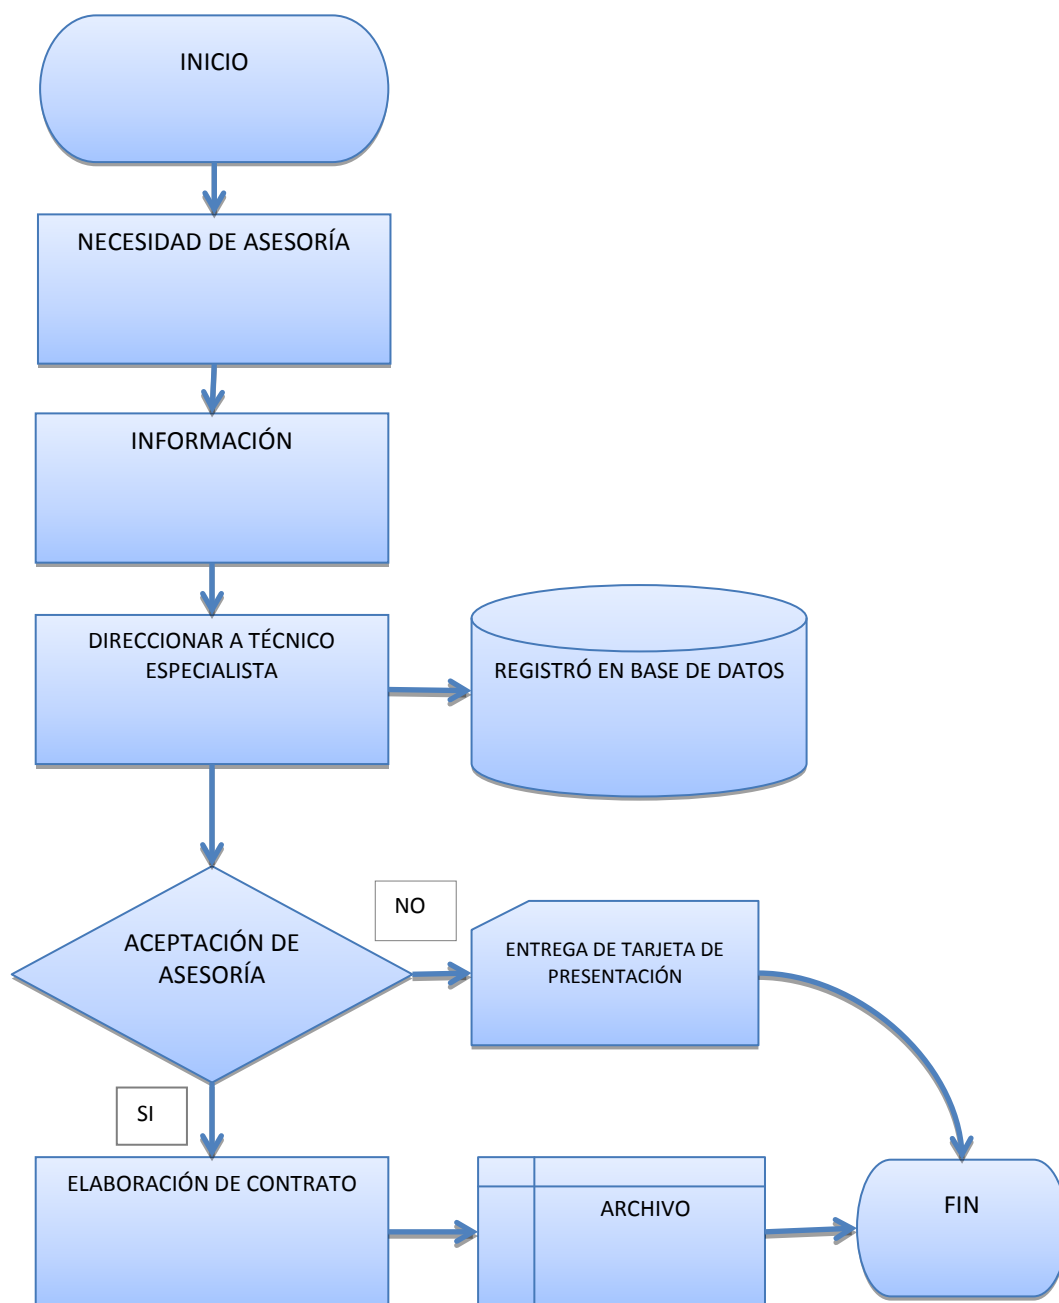 INICIO
NECESIDAD DE ASESORÍA
INFORMACIÓN
DIRECCIONAR A TÉCNICO
ESPECIALISTA
REGISTRÓ EN BASE DE DATOS
ACEPTACIÓN DE
ASESORÍA
NO
ENTREGA DE TARJETA DE
PRESENTACIÓN
SI
ELABORACIÓN DE CONTRATO
ARCHIVO
FIN